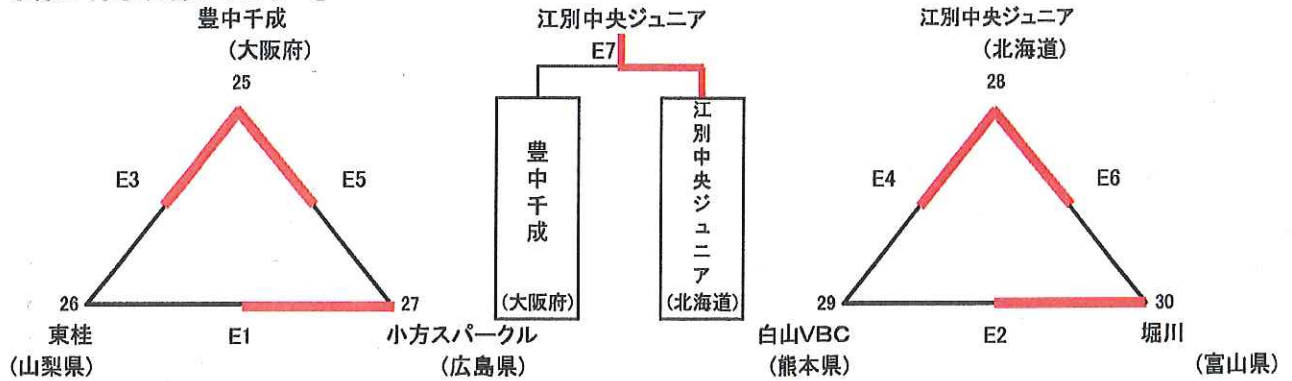 豊中千成
(大阪府)
25
E3
E5
26
27
東桂
(山梨県)
E1
小方スパークル
(広島県)
江別中央ジュニア
E7
豊中千成
(大阪府)
江別中央ジュニア
(北海道)
江別中央ジュニア
(北海道)
28
E4
E6
29
30
白山VBC
(熊本県)
E2
堀川
(富山県)